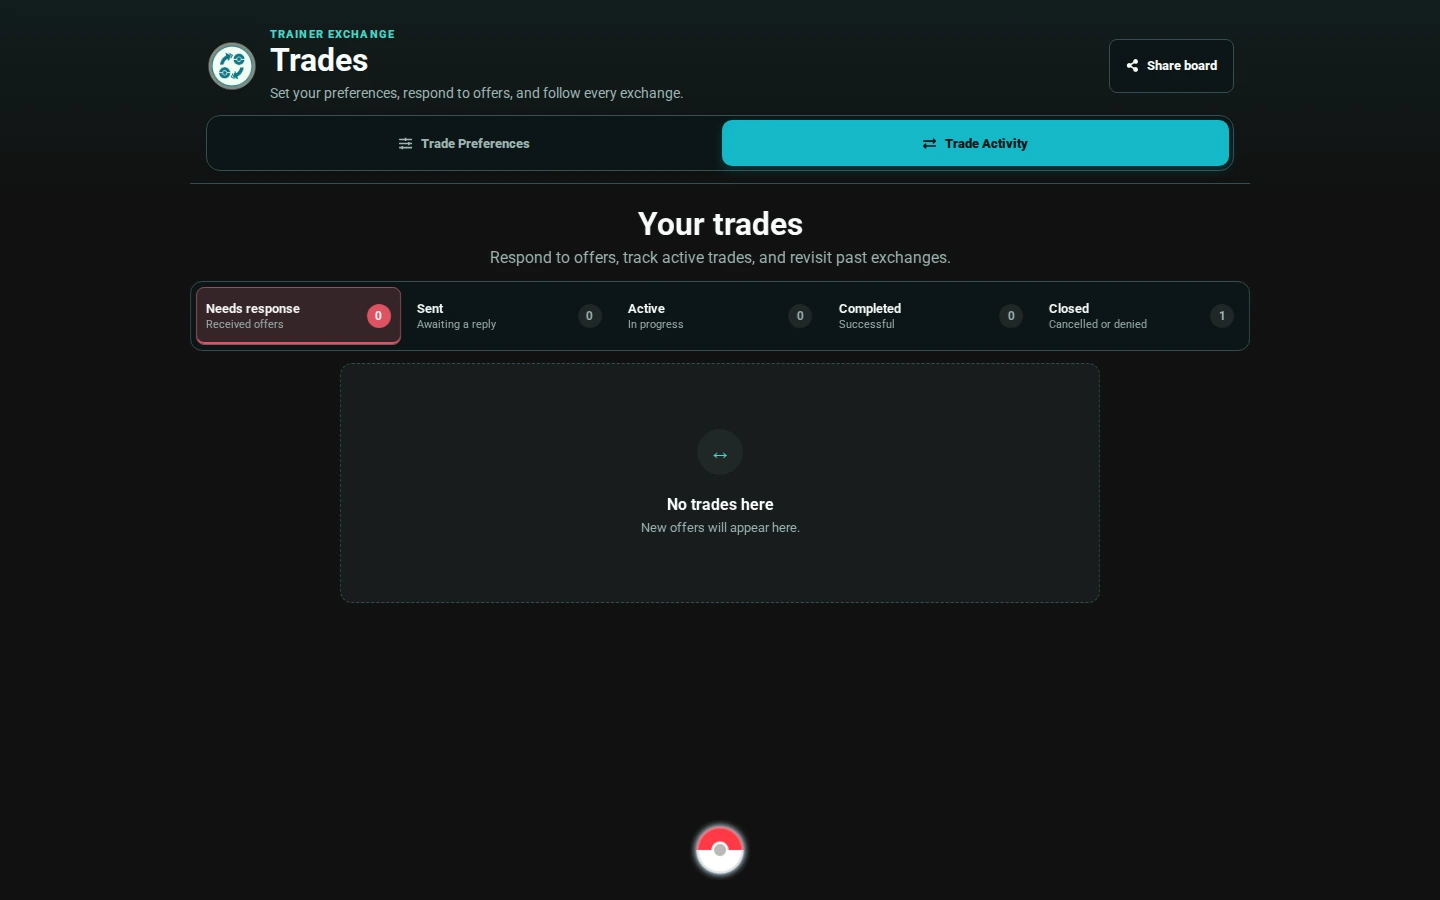 TRAINER EXCHANGE
Trades
Set your preferences, respond to offers, and follow every exchange.
Share board
Trade Preferences
Trade Activity
Your trades
Respond to offers, track active trades, and revisit past exchanges.
Needs response
Received offers
0
Sent
Awaiting a reply
0
Active
In progress
0
Completed
Successful
0
Closed
Cancelled or denied
1
No trades here
New offers will appear here.